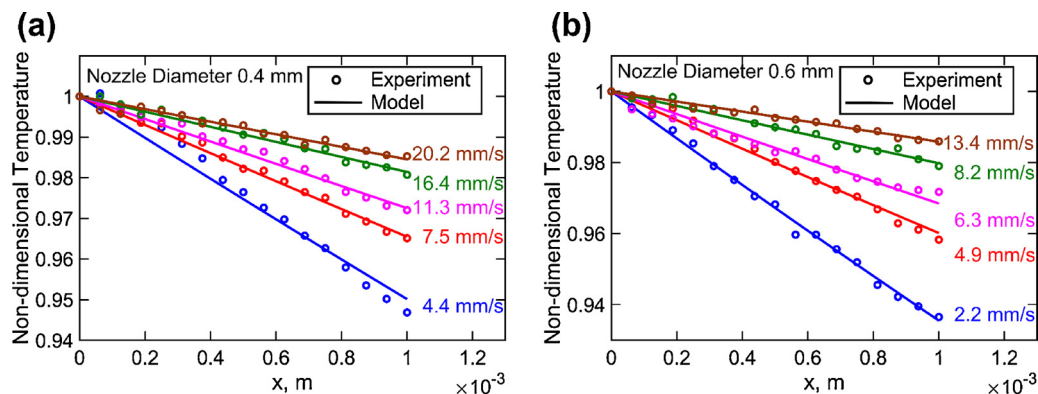 (a)
Nozzle Diameter 0.4 mm
Experiment
Model
Non-dimensional Temperature
1
0.99
0.98
0.97
0.96
0.95
0.94
20.2 mm/s
16.4 mm/s
11.3 mm/s
7.5 mm/s
4.4 mm/s
0 0.2 0.4 0.6 0.8 1 1.2
x, m
×10⁻³
(b)
Nozzle Diameter 0.6 mm
Experiment
Model
Non-dimensional Temperature
1
0.98
0.96
0.94
13.4 mm/s
8.2 mm/s
6.3 mm/s
4.9 mm/s
2.2 mm/s
0 0.2 0.4 0.6 0.8 1 1.2
x, m
×10⁻³